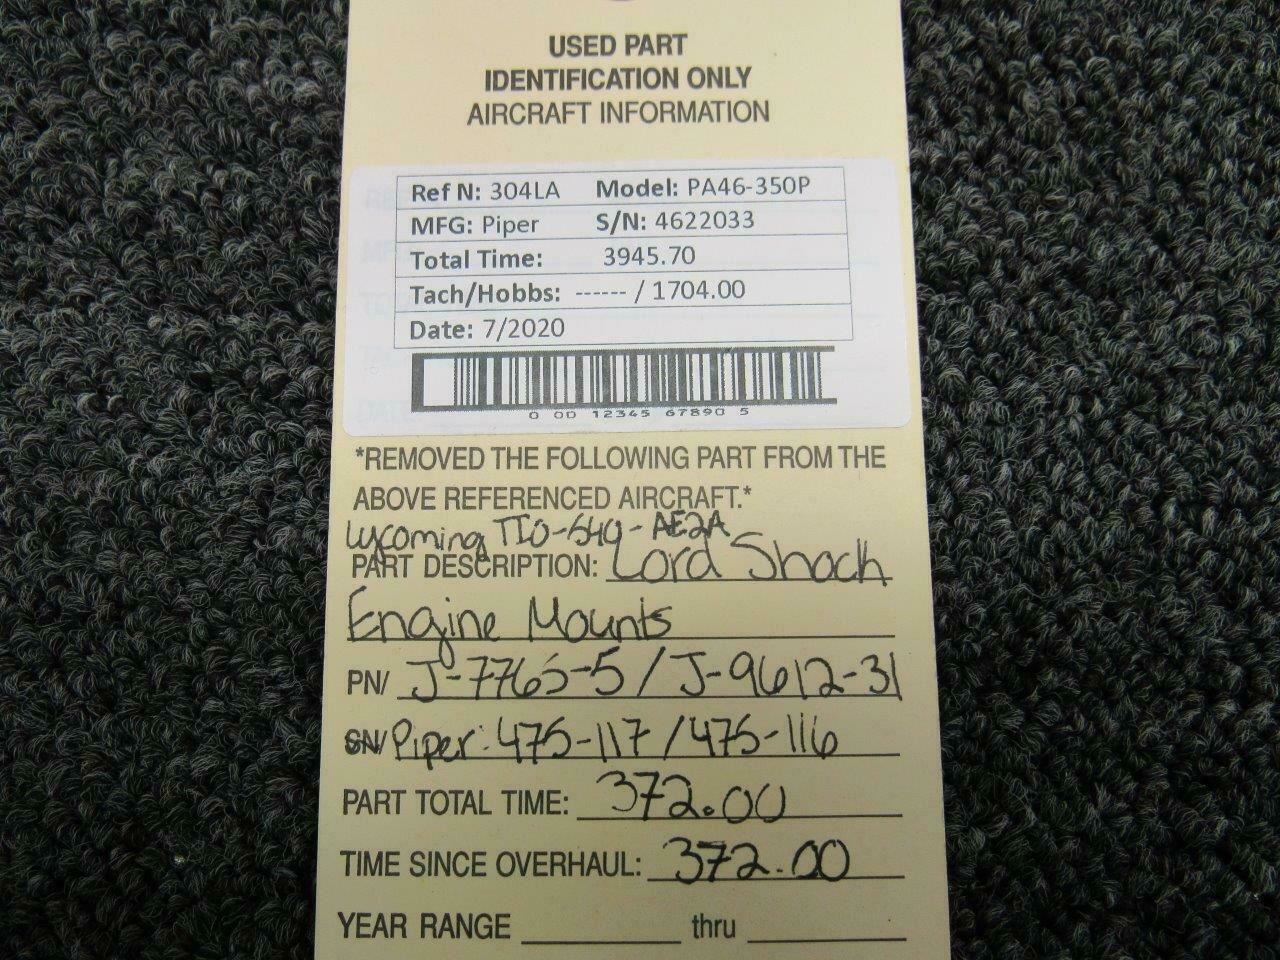 USED PART
IDENTIFICATION ONLY
AIRCRAFT INFORMATION
Ref N: 304LA Model: PA46-350P
MFG: Piper S/N: 4622033
Total Time: 3945.70
Tach/Hobbs: ------ / 1704.00
Date: 7/2020
0 00 12345 67890 5
*REMOVED THE FOLLOWING PART FROM THE
ABOVE REFERENCED AIRCRAFT.*
Lycoming TIO-540-AE2A
PART DESCRIPTION: Lord Shock
Engine Mounts
PN/ J-7765-5 / J-9612-31
SN/ Piper: 475-117 / 475-116
PART TOTAL TIME: 372.00
TIME SINCE OVERHAUL: 372.00
YEAR RANGE ______ thru ______